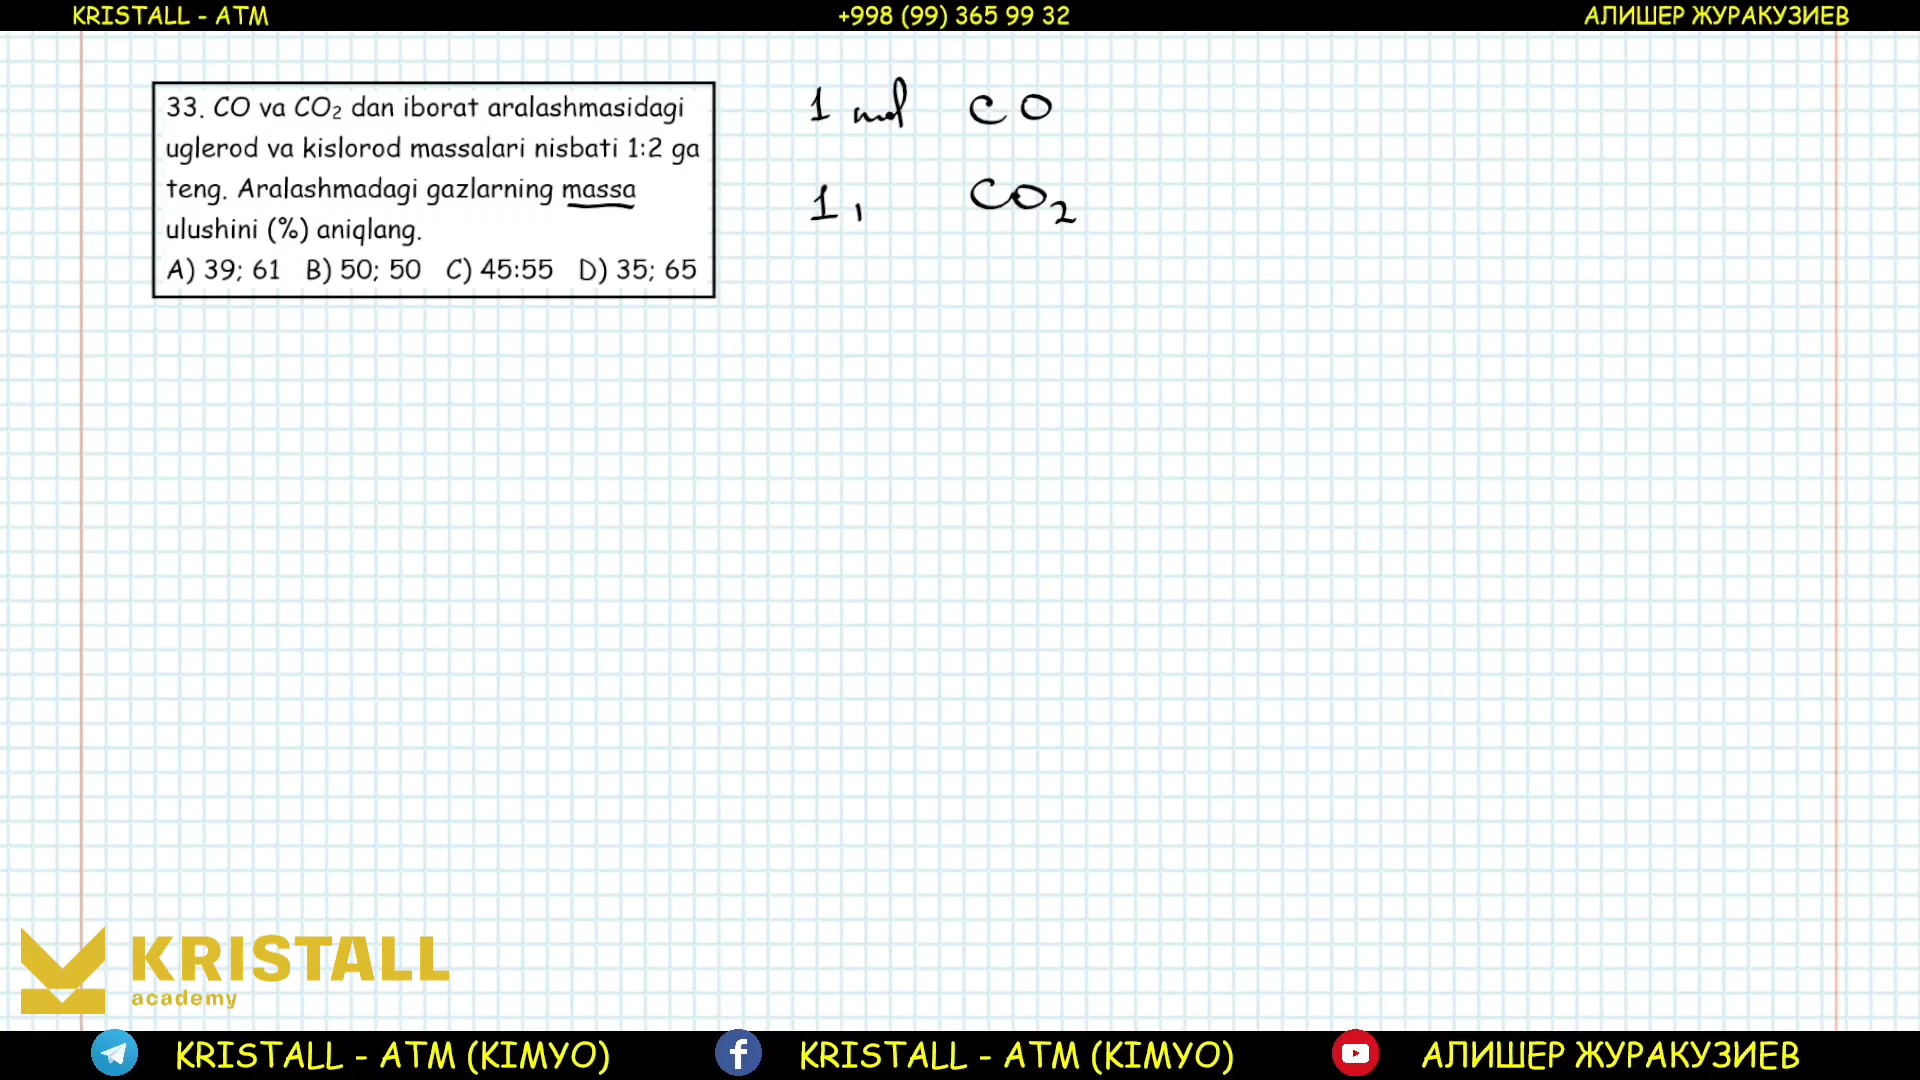 KRISTALL - ATM
+998 (99) 365 99 32
АЛИШЕР ЖУРАКУЗИЕВ
33. CO va CO₂ dan iborat aralashmasidagi
uglerod va kislorod massalari nisbati 1:2 ga
teng. Aralashmadagi gazlarning massa
ulushini (%) aniqlang.
A) 39; 61 B) 50; 50 C) 45:55 D) 35; 65
1 mol CO
1, CO₂
KRISTALL
academy
KRISTALL - ATM (KIMYO)
KRISTALL - ATM (KIMYO)
АЛИШЕР ЖУРАКУЗИЕВ